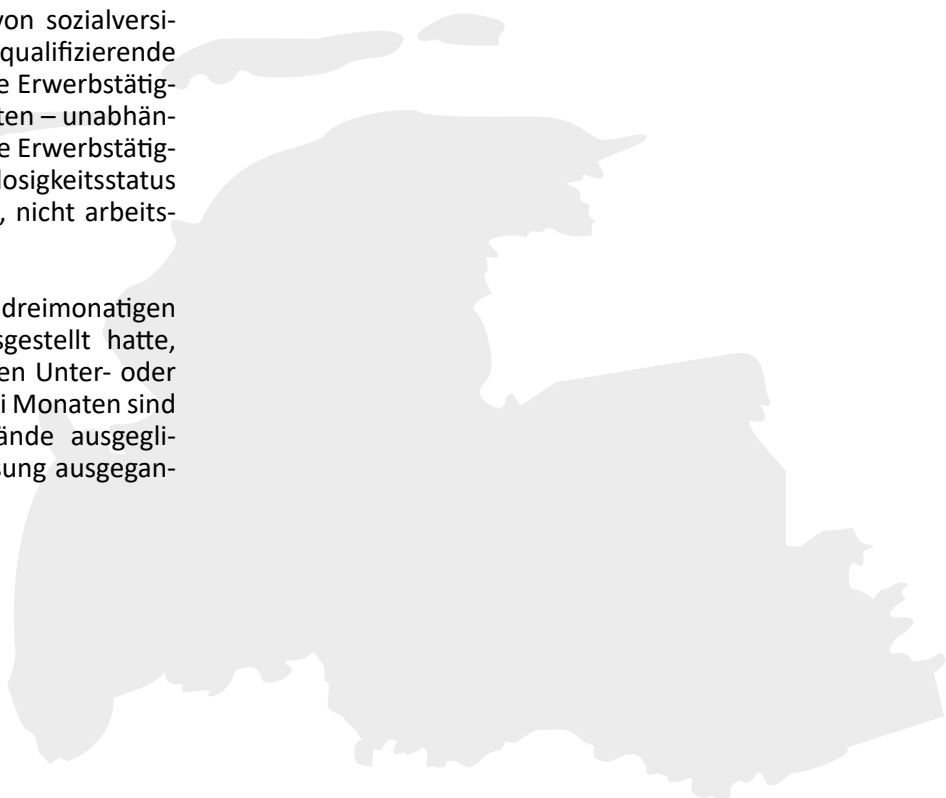 von sozialversi-
qualifizierende
e Erwerbstätig-
ten – unabhän-
e Erwerbstätig-
losigkeitsstatus
, nicht arbeits-
dreimonatigen
sgestellt hatte,
en Unter- oder
i Monaten sind
ände ausgegli-
sung ausgegan-